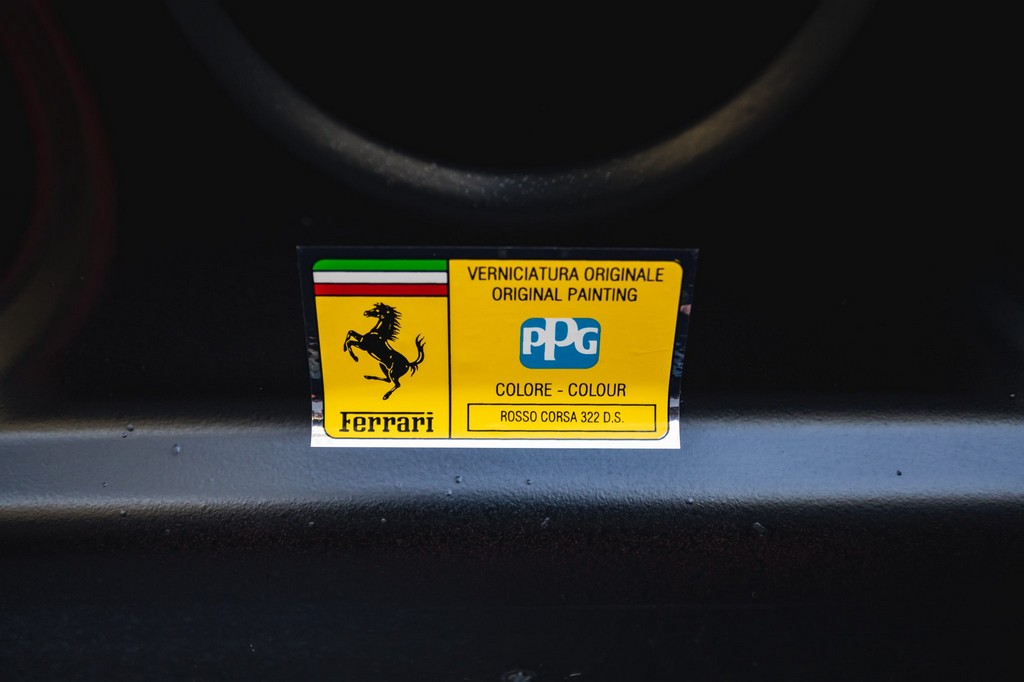 VERNICIATURA ORIGINALE
ORIGINAL PAINTING
PPG
COLORE - COLOUR
ROSSO CORSA 322 D.S.
Ferrari